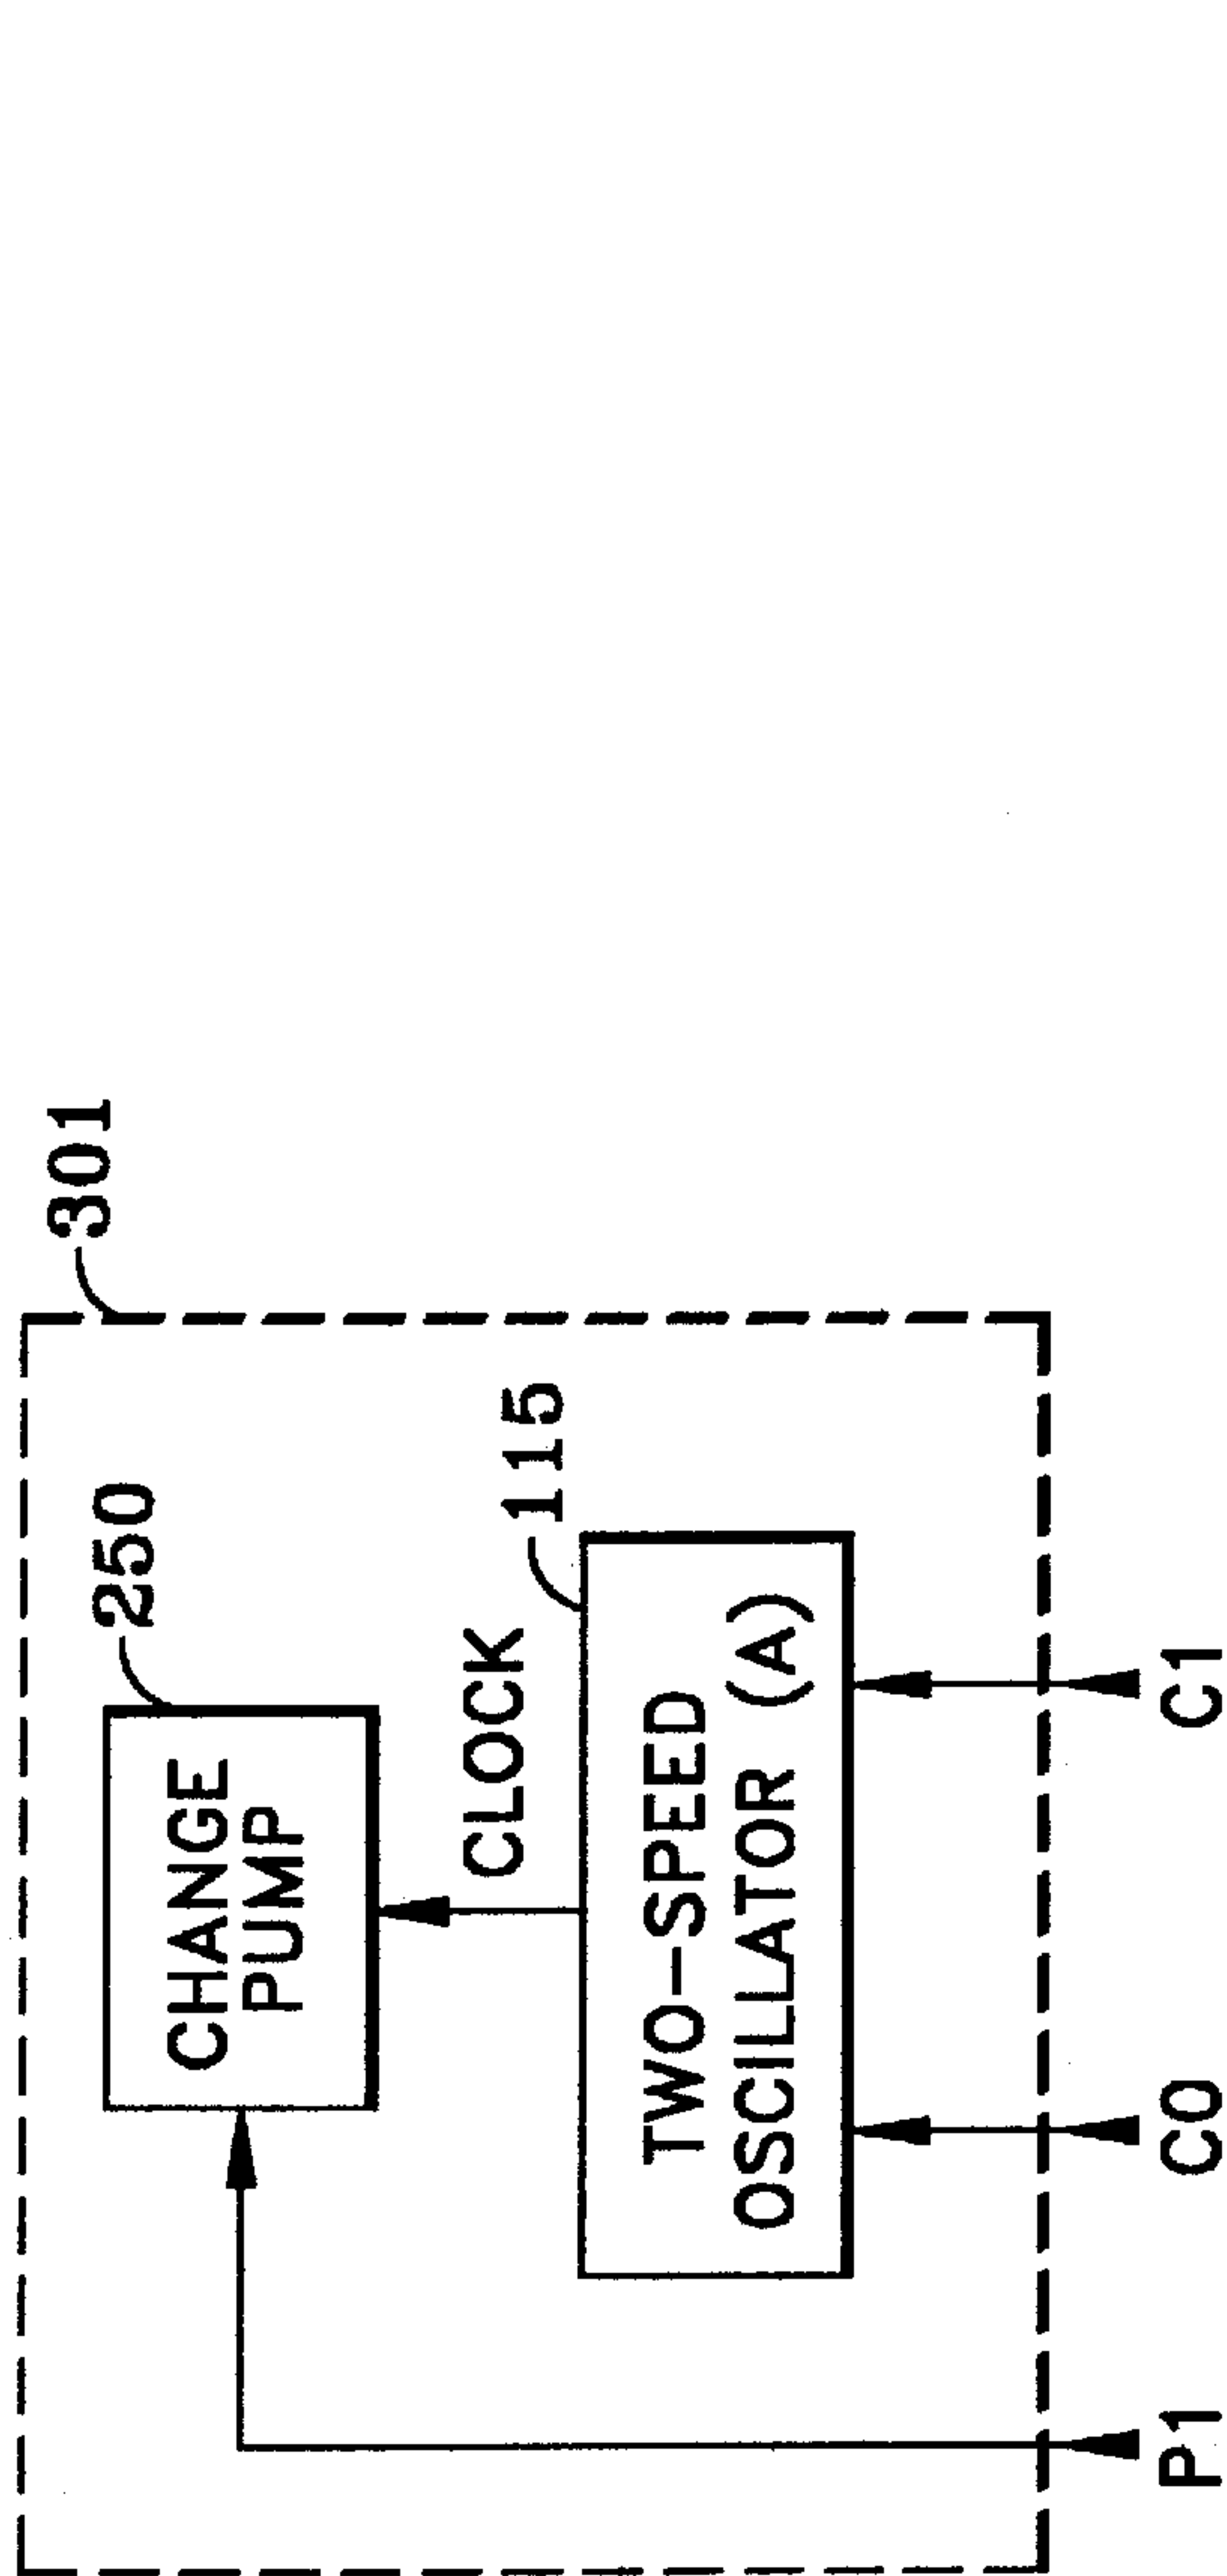 301
250
CHANGE
PUMP
CLOCK
115
TWO-SPEED
OSCILLATOR (A)
P1
C0
C1